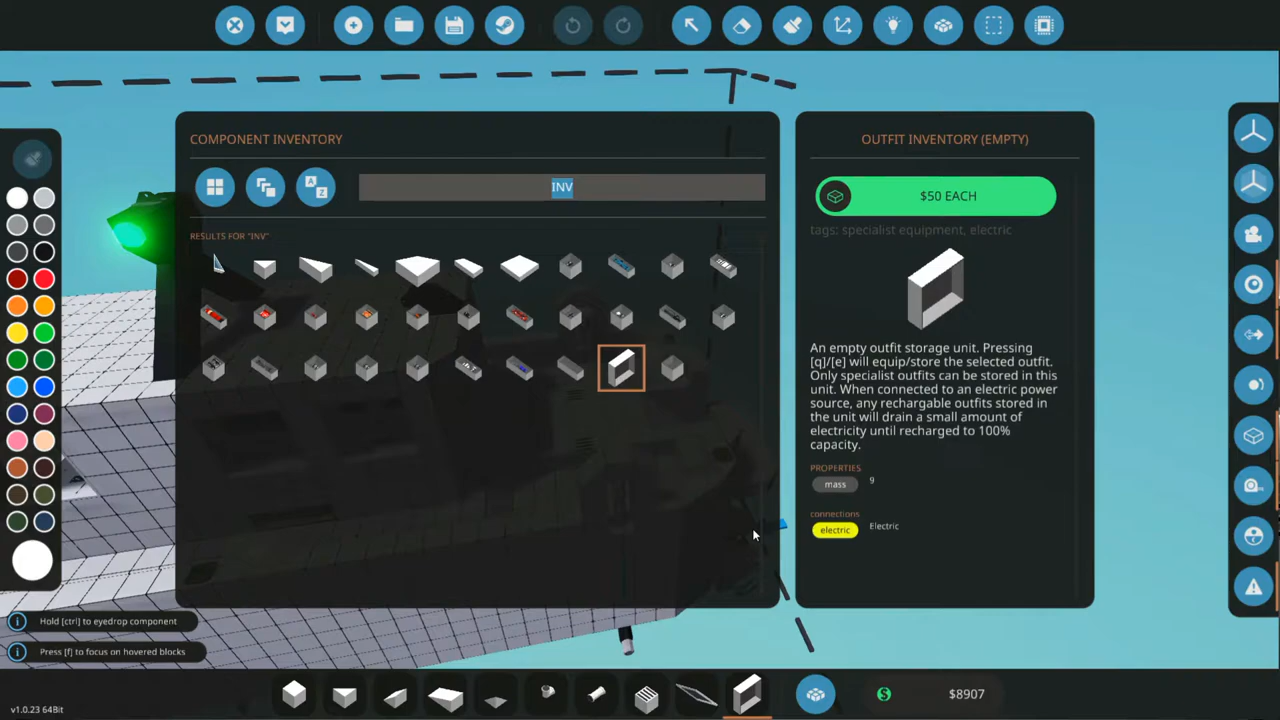 COMPONENT INVENTORY
INV
RESULTS FOR "INV"
OUTFIT INVENTORY (EMPTY)
$50 EACH
tags: specialist equipment, electric
An empty outfit storage unit. Pressing
[q]/[e] will equip/store the selected outfit.
Only specialist outfits can be stored in this
unit. When connected to an electric power
source, any rechargable outfits stored in
the unit will drain a small amount of
electricity until recharged to 100%
capacity.
PROPERTIES
mass 9
connections
electric Electric
Hold [ctrl] to eyedrop component
Press [f] to focus on hovered blocks
$8907
v1.0.23 64Bit